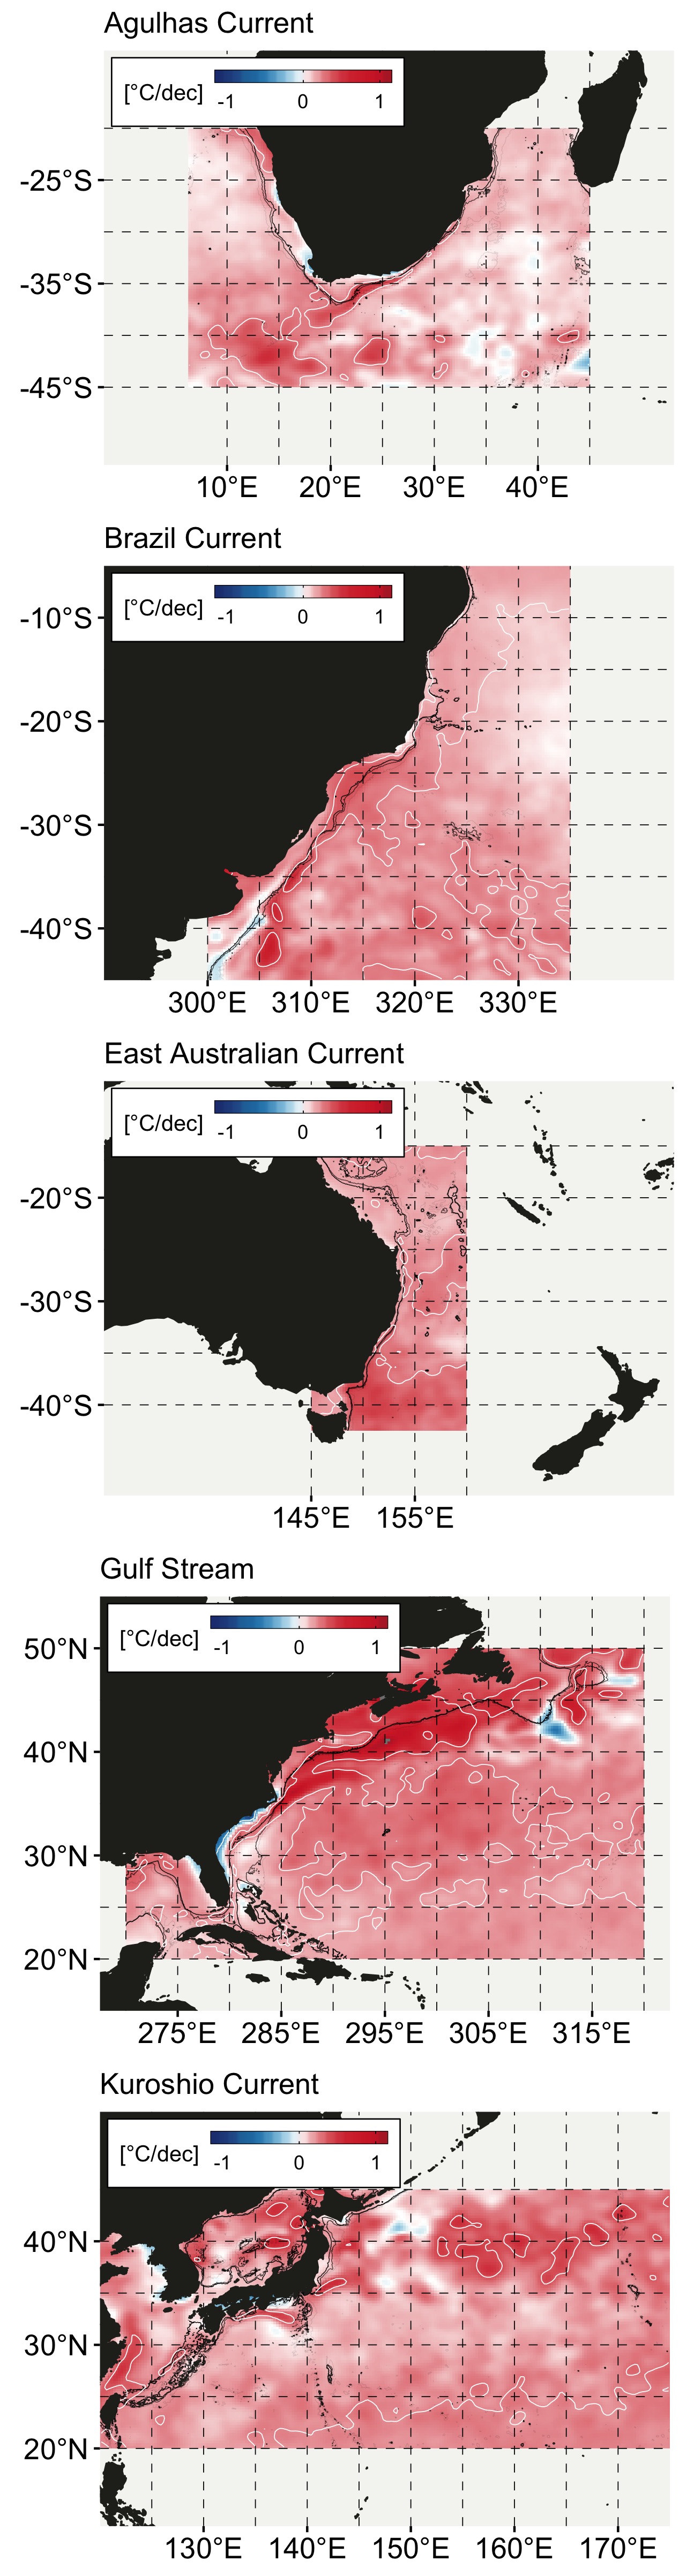 Agulhas Current
[°C/dec] -1 0 1
-25°S
-35°S
-45°S
10°E 20°E 30°E 40°E
Brazil Current
[°C/dec] -1 0 1
-10°S
-20°S
-30°S
-40°S
300°E 310°E 320°E 330°E
East Australian Current
[°C/dec] -1 0 1
-20°S
-30°S
-40°S
145°E 155°E
Gulf Stream
[°C/dec] -1 0 1
50°N
40°N
30°N
20°N
275°E 285°E 295°E 305°E 315°E
Kuroshio Current
[°C/dec] -1 0 1
40°N
30°N
20°N
130°E 140°E 150°E 160°E 170°E